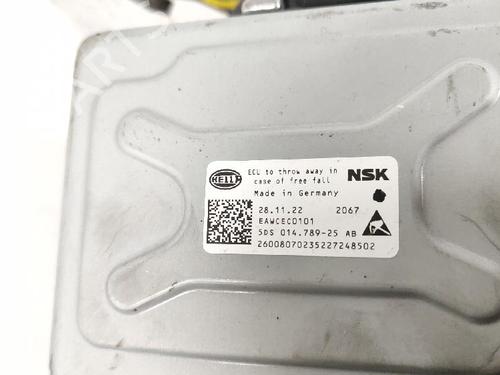 HELLA
ECU to throw away in
case of free fall
NSK
Made in Germany
28.11.22 2067
EAWCEC0101
5DS 014.789-25 AB
26008070235227248502